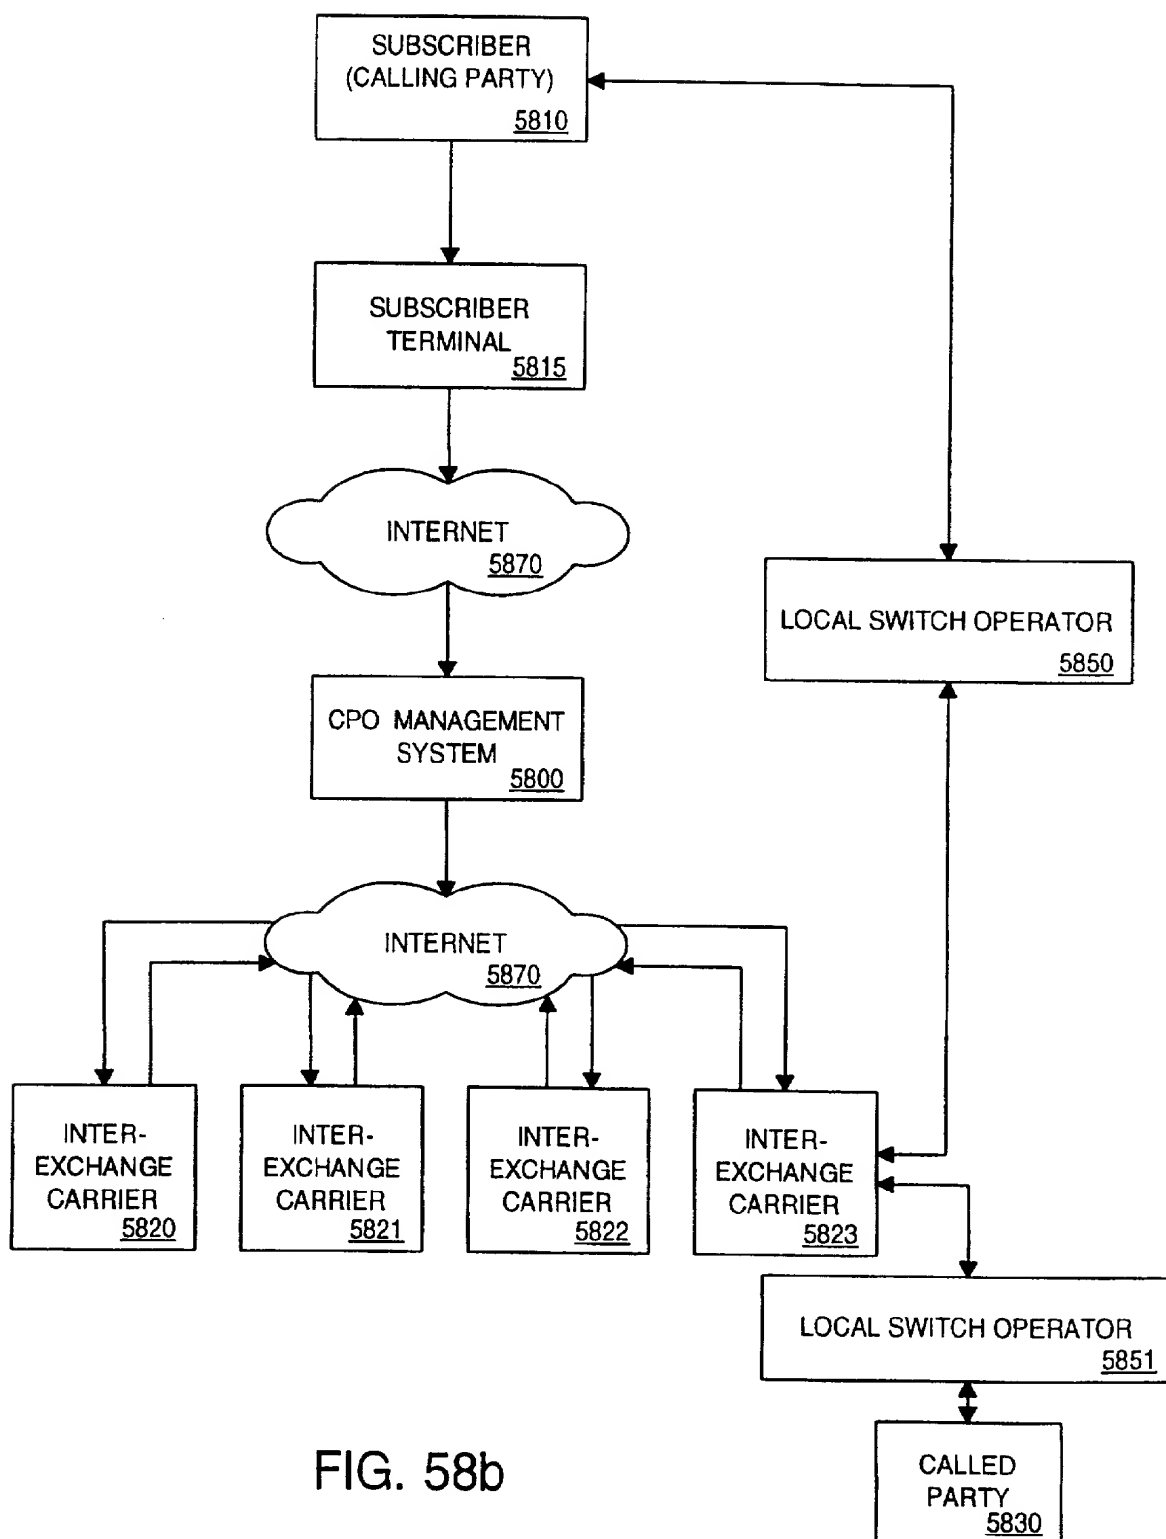 SUBSCRIBER
(CALLING PARTY)
5810
SUBSCRIBER
TERMINAL
5815
INTERNET
5870
LOCAL SWITCH OPERATOR
5850
CPO MANAGEMENT
SYSTEM
5800
INTERNET
5870
INTER-
EXCHANGE
CARRIER
5820
INTER-
EXCHANGE
CARRIER
5821
INTER-
EXCHANGE
CARRIER
5822
INTER-
EXCHANGE
CARRIER
5823
LOCAL SWITCH OPERATOR
5851
CALLED
PARTY
5830
FIG. 58b